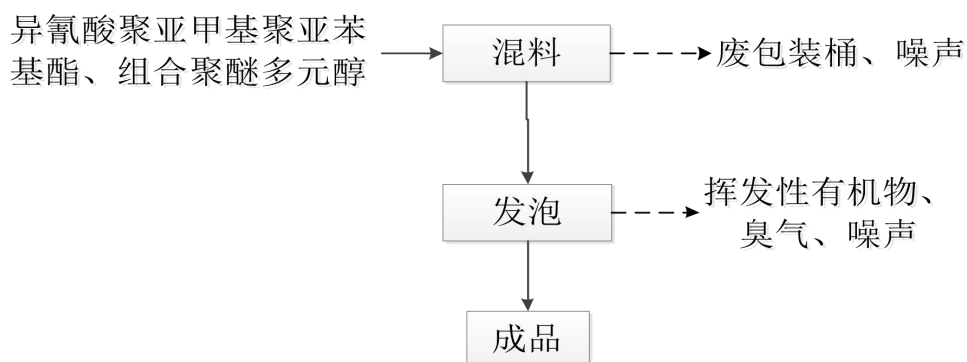 异氰酸聚亚甲基聚亚苯
基酯、组合聚醚多元醇
混料
废包装桶、噪声
发泡
挥发性有机物、
臭气、噪声
成品